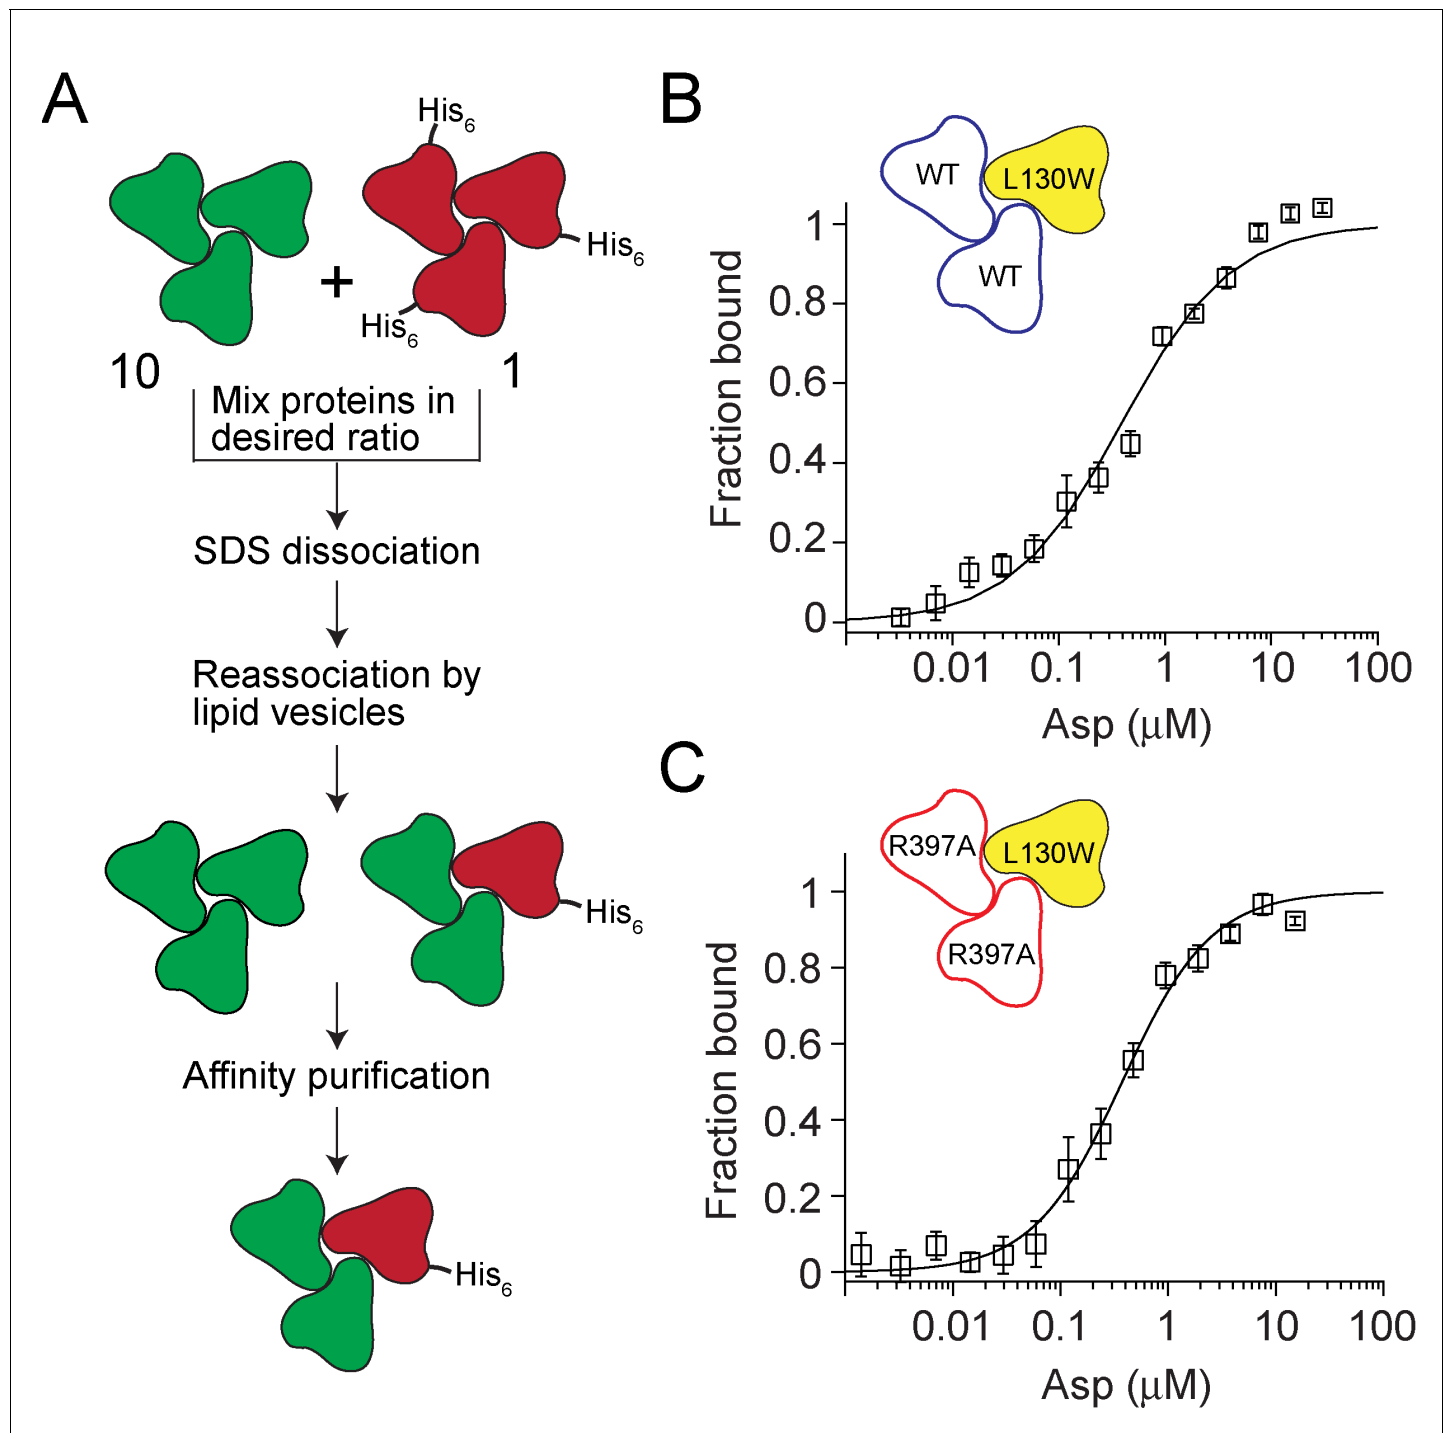 A
His6
His6
His6
+
10
1
Mix proteins in
desired ratio
SDS dissociation
Reassociation by
lipid vesicles
His6
Affinity purification
His6
B
WT
L130W
WT
Fraction bound
1
0.8
0.6
0.4
0.2
0
0.01 0.1 1 10 100
Asp (μM)
C
R397A
L130W
R397A
Fraction bound
1
0.8
0.6
0.4
0.2
0
0.01 0.1 1 10 100
Asp (μM)